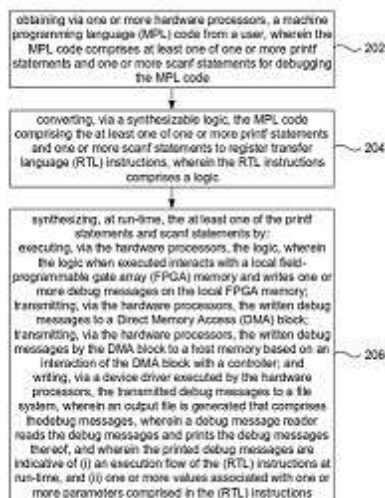 obtaining via one or more hardware processors, a machine
programming language (MPL) code from a user, wherein the
MPL code comprises at least one of one or more printf
statements and one or more scanf statements for debugging
the MPL code
202
converting, via a synthesizable logic, the MPL code
comprising the at least one of one or more printf statements
and one or more scanf statements to register transfer
language (RTL) instructions, wherein the RTL instructions
comprises a logic
204
synthesizing, at run-time, the at least one of the printf
statements and scanf statements by:
executing, via the hardware processors, the logic, wherein
the logic when executed interacts with a local field-
programmable gate array (FPGA) memory and writes one or
more debug messages on the local FPGA memory;
transmitting, via the hardware processors, the written debug
messages to a Direct Memory Access (DMA) block;
transmitting, via the hardware processors, the written debug
messages by the DMA block to a host memory based on an
interaction of the DMA block with a controller; and
writing, via a device driver executed by the hardware
processors, the transmitted debug messages to a file
system, wherein an output file is generated that comprises
thedebug messages, wherein a debug message reader
reads the debug messages and prints the debug messages
thereof, and wherein the printed debug messages are
indicative of (i) an execution flow of the (RTL) instructions at
run-time, and (ii) one or more values associated with one or
more parameters comprised in the (RTL) instructions
206